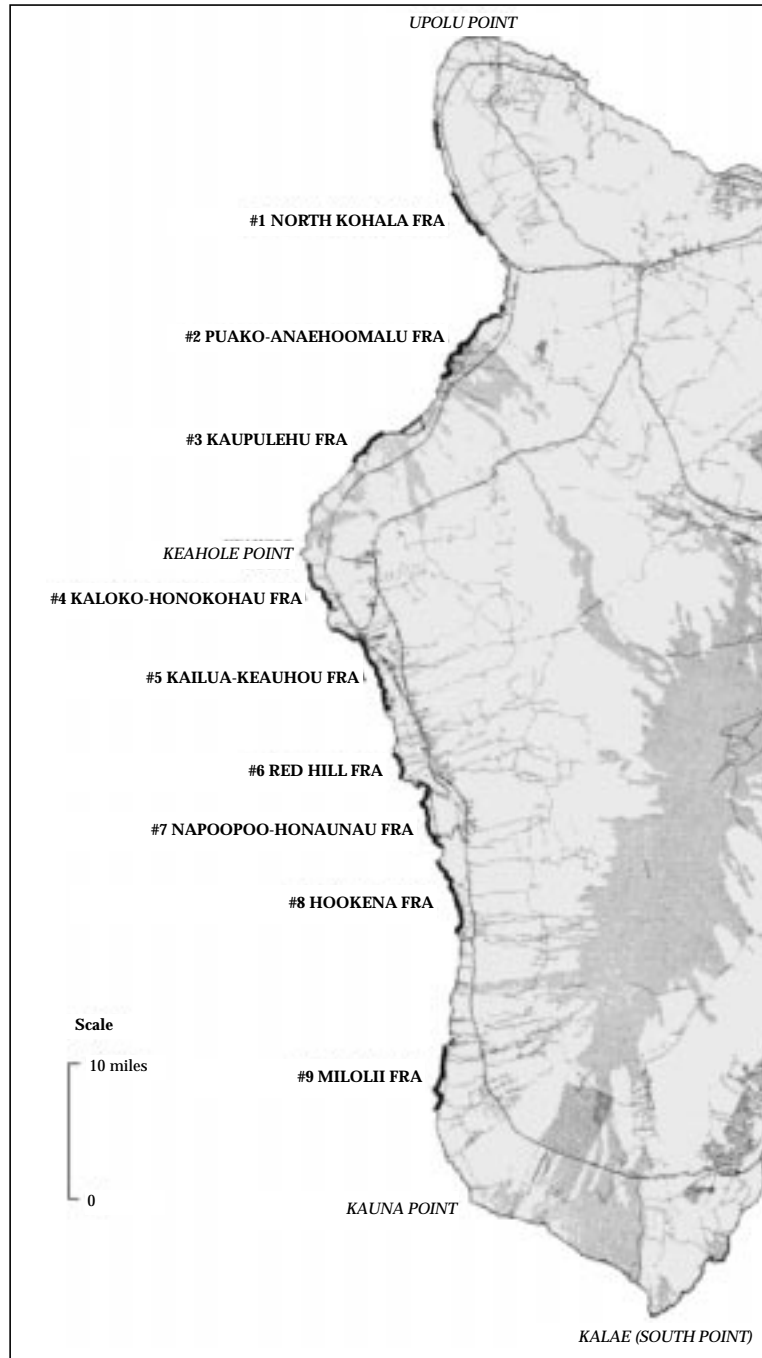 UPOLU POINT
#1 NORTH KOHALA FRA
#2 PUAKO-ANAEHOOMALU FRA
#3 KAUPULEHU FRA
KEAHOLE POINT
#4 KALOKO-HONOKOHAU FRA
#5 KAILUA-KEAUHOU FRA
#6 RED HILL FRA
#7 NAPOOPOO-HONAUNAU FRA
#8 HOOKENA FRA
Scale
10 miles
#9 MILOLII FRA
0
KAUNA POINT
KALAE (SOUTH POINT)